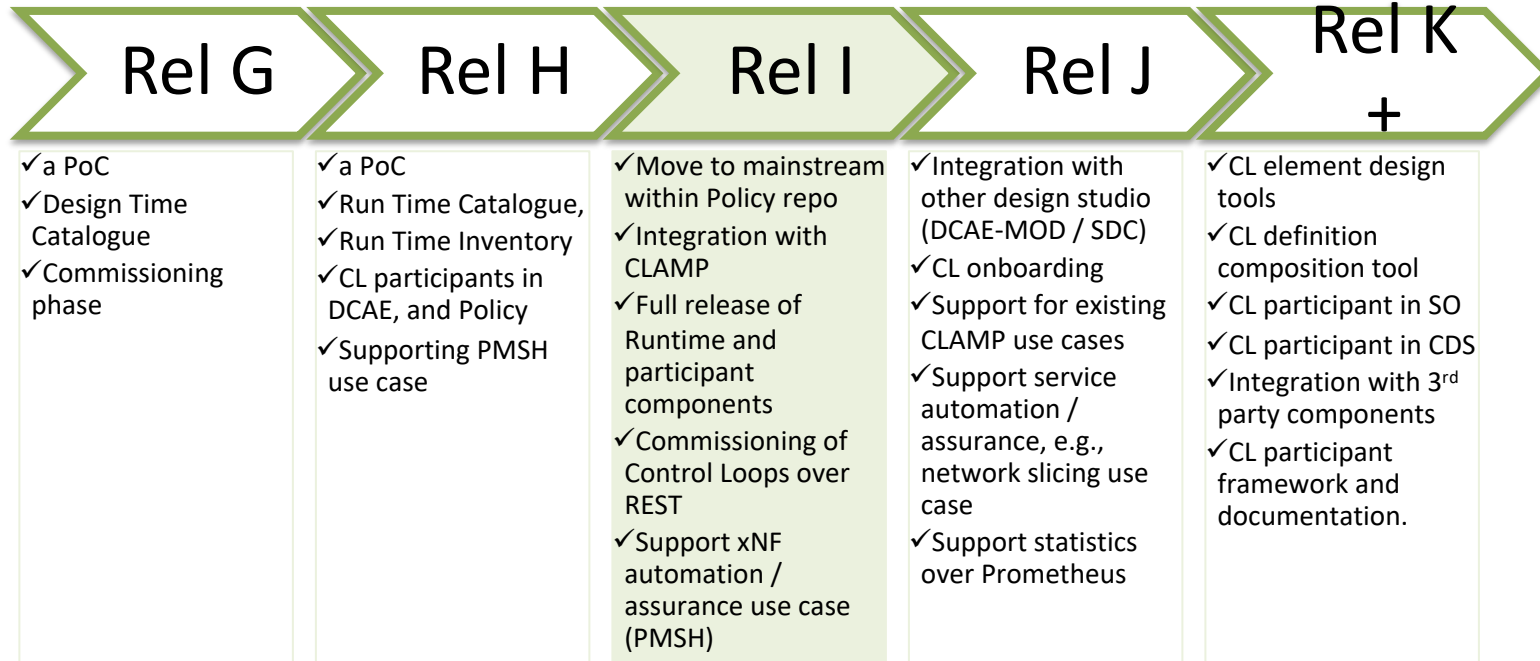 Rel G
Rel H
Rel I
Rel J
Rel K
+
✓a PoC
✓Design Time
Catalogue
✓Commissioning
phase
✓a PoC
✓Run Time Catalogue,
✓Run Time Inventory
✓CL participants in
DCAE, and Policy
✓Supporting PMSH
use case
✓Move to mainstream
within Policy repo
✓Integration with
CLAMP
✓Full release of
Runtime and
participant
components
✓Commissioning of
Control Loops over
REST
✓Support xNF
automation /
assurance use case
(PMSH)
✓Integration with
other design studio
(DCAE-MOD / SDC)
✓CL onboarding
✓Support for existing
CLAMP use cases
✓Support service
automation /
assurance, e.g.,
network slicing use
case
✓Support statistics
over Prometheus
✓CL element design
tools
✓CL definition
composition tool
✓CL participant in SO
✓CL participant in CDS
✓Integration with 3rd
party components
✓CL participant
framework and
documentation.